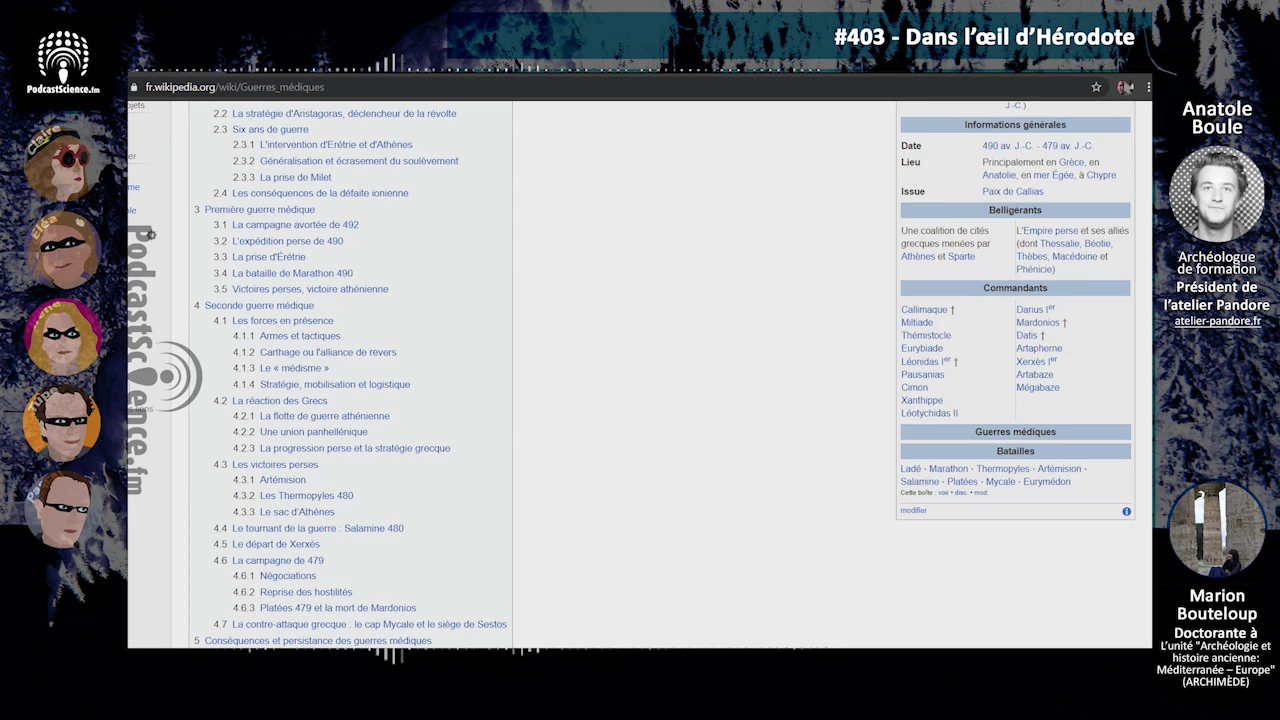 #403 - Dans l’œil d’Hérodote
PodcastScience.fm
Claire
Eléa
Irène
TUPE
fr.wikipedia.org/wiki/Guerres_médiques
2.2 La stratégie d'Aristagoras, déclencheur de la révolte
2.3 Six ans de guerre
2.3.1 L'intervention d'Erétrie et d'Athènes
2.3.2 Généralisation et écrasement du soulèvement
2.3.3 La prise de Milet
2.4 Les conséquences de la défaite ionienne
3 Première guerre médique
3.1 La campagne avortée de 492
3.2 L'expédition perse de 490
3.3 La prise d'Érétrie
3.4 La bataille de Marathon 490
3.5 Victoires perses, victoire athénienne
4 Seconde guerre médique
4.1 Les forces en présence
4.1.1 Armes et tactiques
4.1.2 Carthage ou l'alliance de revers
4.1.3 Le « médisme »
4.1.4 Stratégie, mobilisation et logistique
4.2 La réaction des Grecs
4.2.1 La flotte de guerre athénienne
4.2.2 Une union panhellénique
4.2.3 La progression perse et la stratégie grecque
4.3 Les victoires perses
4.3.1 Artémision
4.3.2 Les Thermopyles 480
4.3.3 Le sac d'Athènes
4.4 Le tournant de la guerre : Salamine 480
4.5 Le départ de Xerxès
4.6 La campagne de 479
4.6.1 Négociations
4.6.2 Reprise des hostilités
4.6.3 Platées 479 et la mort de Mardonios
4.7 La contre-attaque grecque : le cap Mycale et le siège de Sestos
5 Conséquences et persistance des guerres médiques
Podcastscience.fm
J.-C.)
Informations générales
Date 490 av. J.-C. - 479 av. J.-C.
Lieu Principalement en Grèce, en
Anatolie, en mer Égée, à Chypre
Issue Paix de Callias
Belligérants
Une coalition de cités
grecques menées par
Athènes et Sparte
L'Empire perse et ses alliés
(dont Thessalie, Béotie,
Thèbes, Macédoine et
Phénicie)
Commandants
Callimaque †
Miltiade
Thémistocle
Eurybiade
Léonidas Ier †
Pausanias
Cimon
Xanthippe
Léotychidas II
Darius Ier
Mardonios †
Datis †
Artapherne
Xerxès Ier
Artabaze
Mégabaze
Guerres médiques
Batailles
Ladé · Marathon · Thermopyles · Artémision ·
Salamine · Platées · Mycale · Eurymédon
Cette boîte : voir • disc. • mod.
modifier
Anatole
Boule
Archéologue
de formation
Président de
l’atelier Pandore
atelier-pandore.fr
Marion
Bouteloup
Doctorante à
L’unité "Archéologie et
histoire ancienne:
Méditerranée – Europe"
(ARCHIMÈDE)